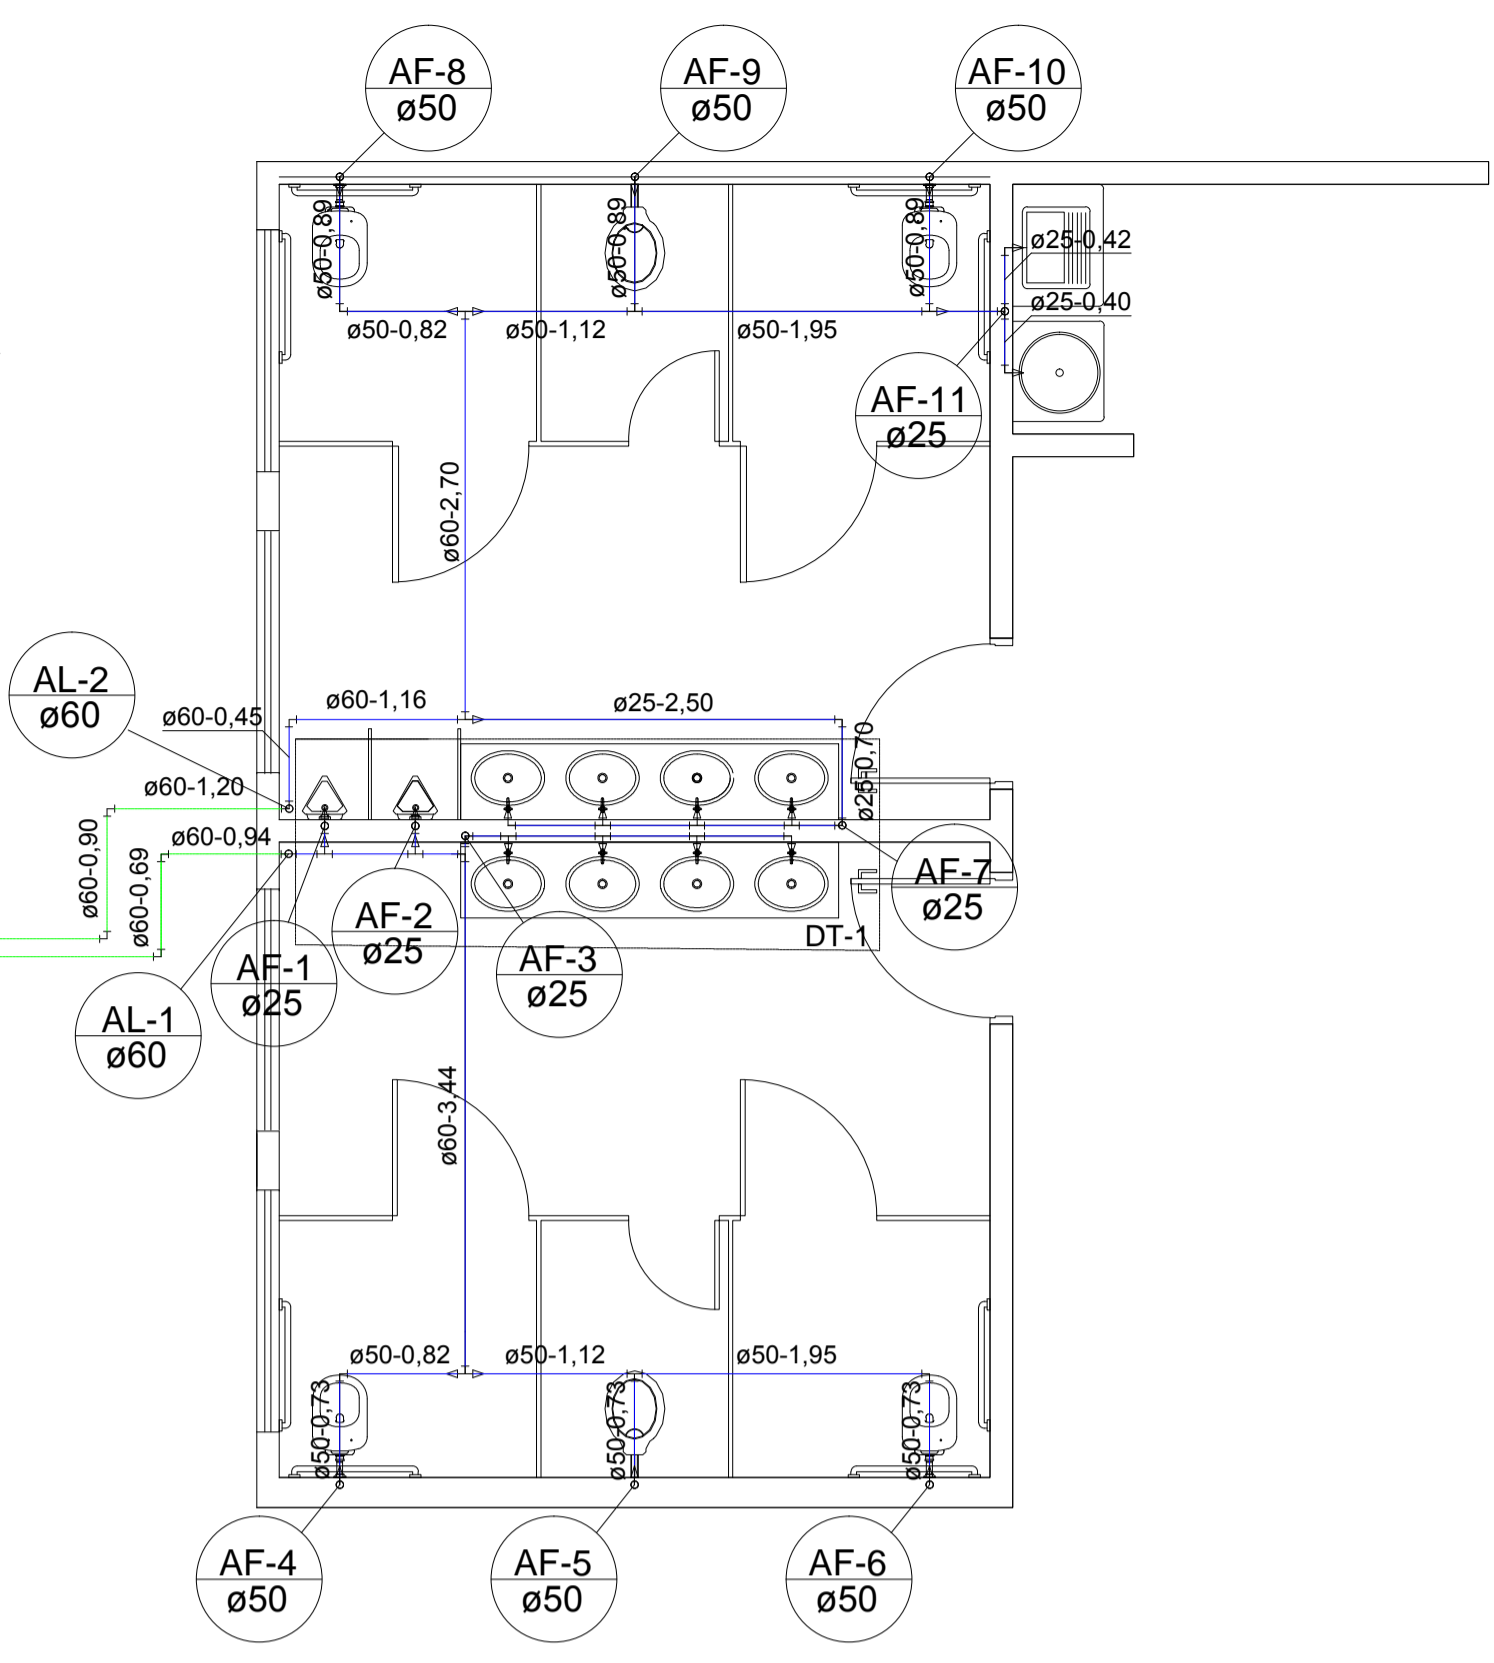 AF-8
ø50
AF-9
ø50
AF-10
ø50
ø50-0,89
ø50-0,89
ø50-0,89
ø25-0,42
ø25-0,40
ø50-0,82
ø50-1,12
ø50-1,95
AF-11
ø25
ø60-2,70
AL-2
ø60
ø60-0,45
ø60-1,16
ø25-2,50
ø25-0,70
ø60-1,20
ø60-0,94
ø60-0,90
ø60-0,69
AF-7
ø25
AF-2
ø25
DT-1
AF-1
ø25
AF-3
ø25
AL-1
ø60
ø60-3,44
ø50-0,82
ø50-1,12
ø50-1,95
ø50-0,73
ø50-0,73
ø50-0,73
AF-4
ø50
AF-5
ø50
AF-6
ø50